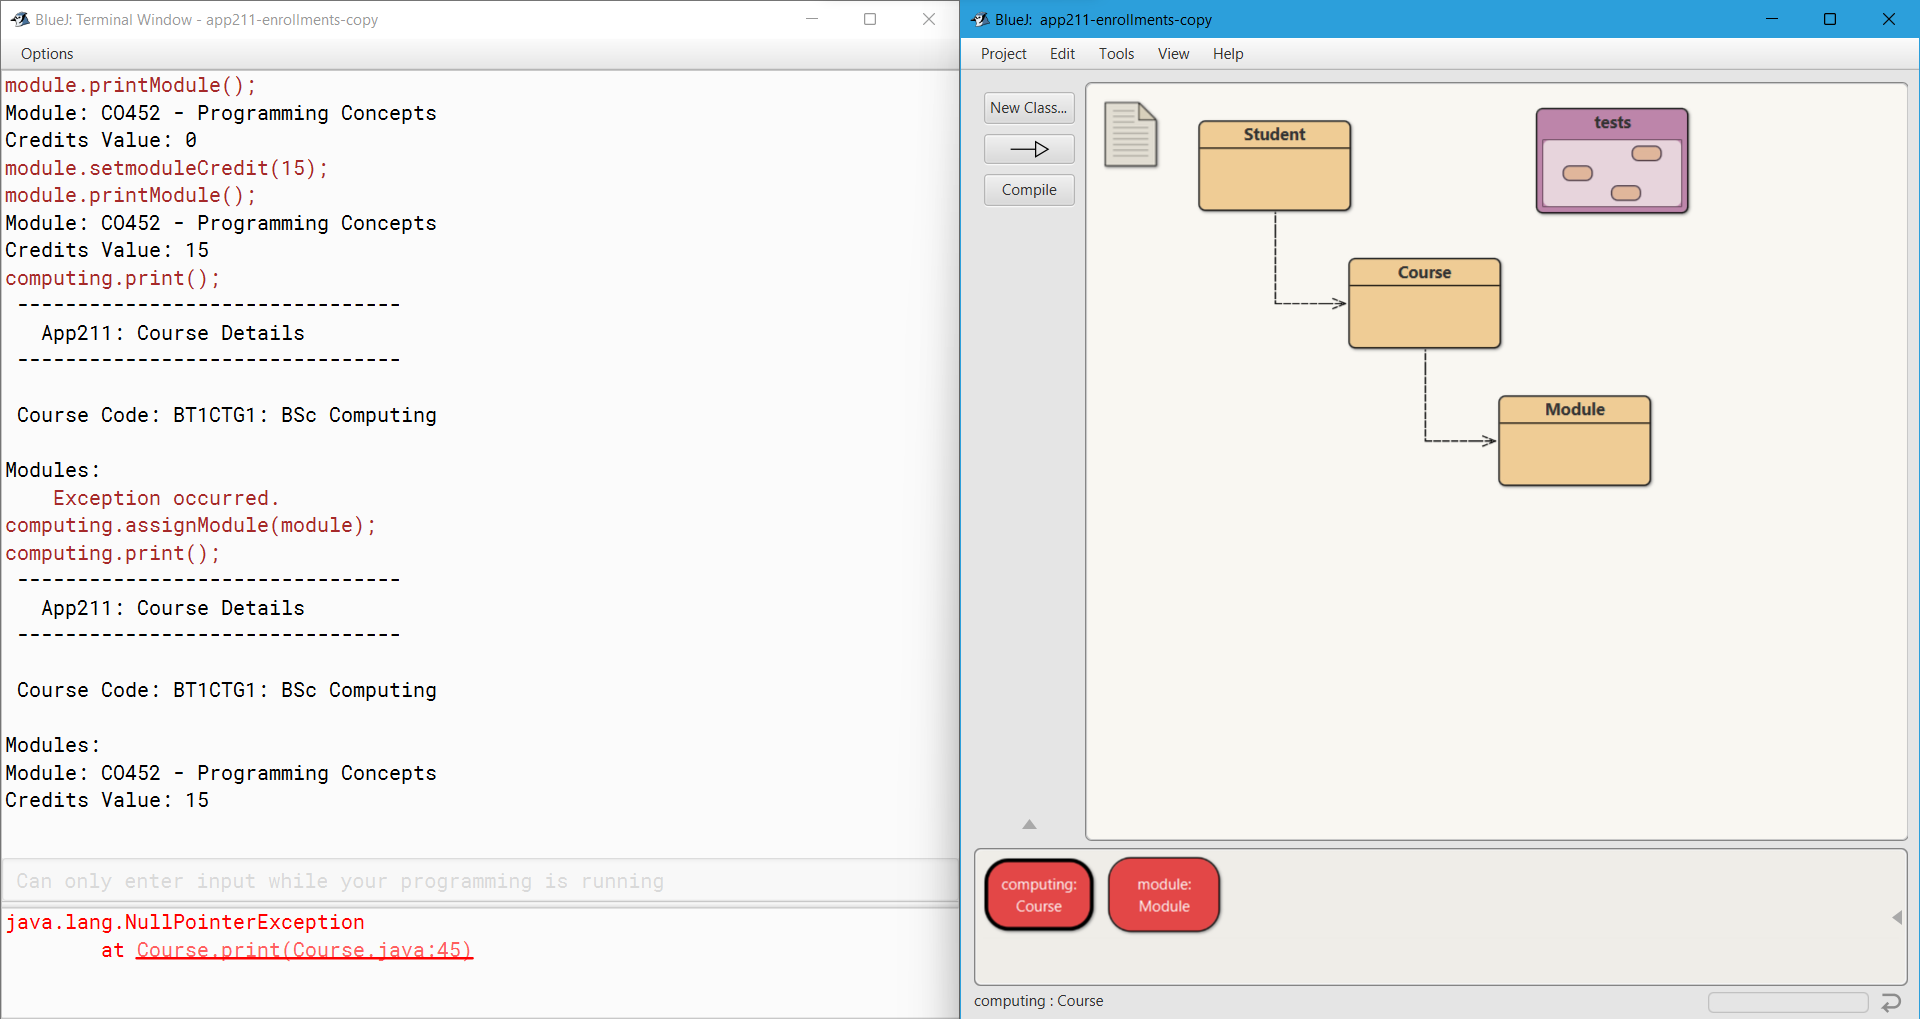 BlueJ: Terminal Window - app211-enrollments-copy
Options
module.printModule();
Module: CO452 - Programming Concepts
Credits Value: 0
module.setmoduleCredit(15);
module.printModule();
Module: CO452 - Programming Concepts
Credits Value: 15
computing.print();
--------------------------------
App211: Course Details
--------------------------------
Course Code: BT1CTG1: BSc Computing
Modules:
Exception occurred.
computing.assignModule(module);
computing.print();
--------------------------------
App211: Course Details
--------------------------------
Course Code: BT1CTG1: BSc Computing
Modules:
Module: CO452 - Programming Concepts
Credits Value: 15
Can only enter input while your programming is running
java.lang.NullPointerException
at Course.print(Course.java:45)
BlueJ: app211-enrollments-copy
Project Edit Tools View Help
New Class...
Compile
Student
tests
Course
Module
computing:
Course
module:
Module
computing : Course